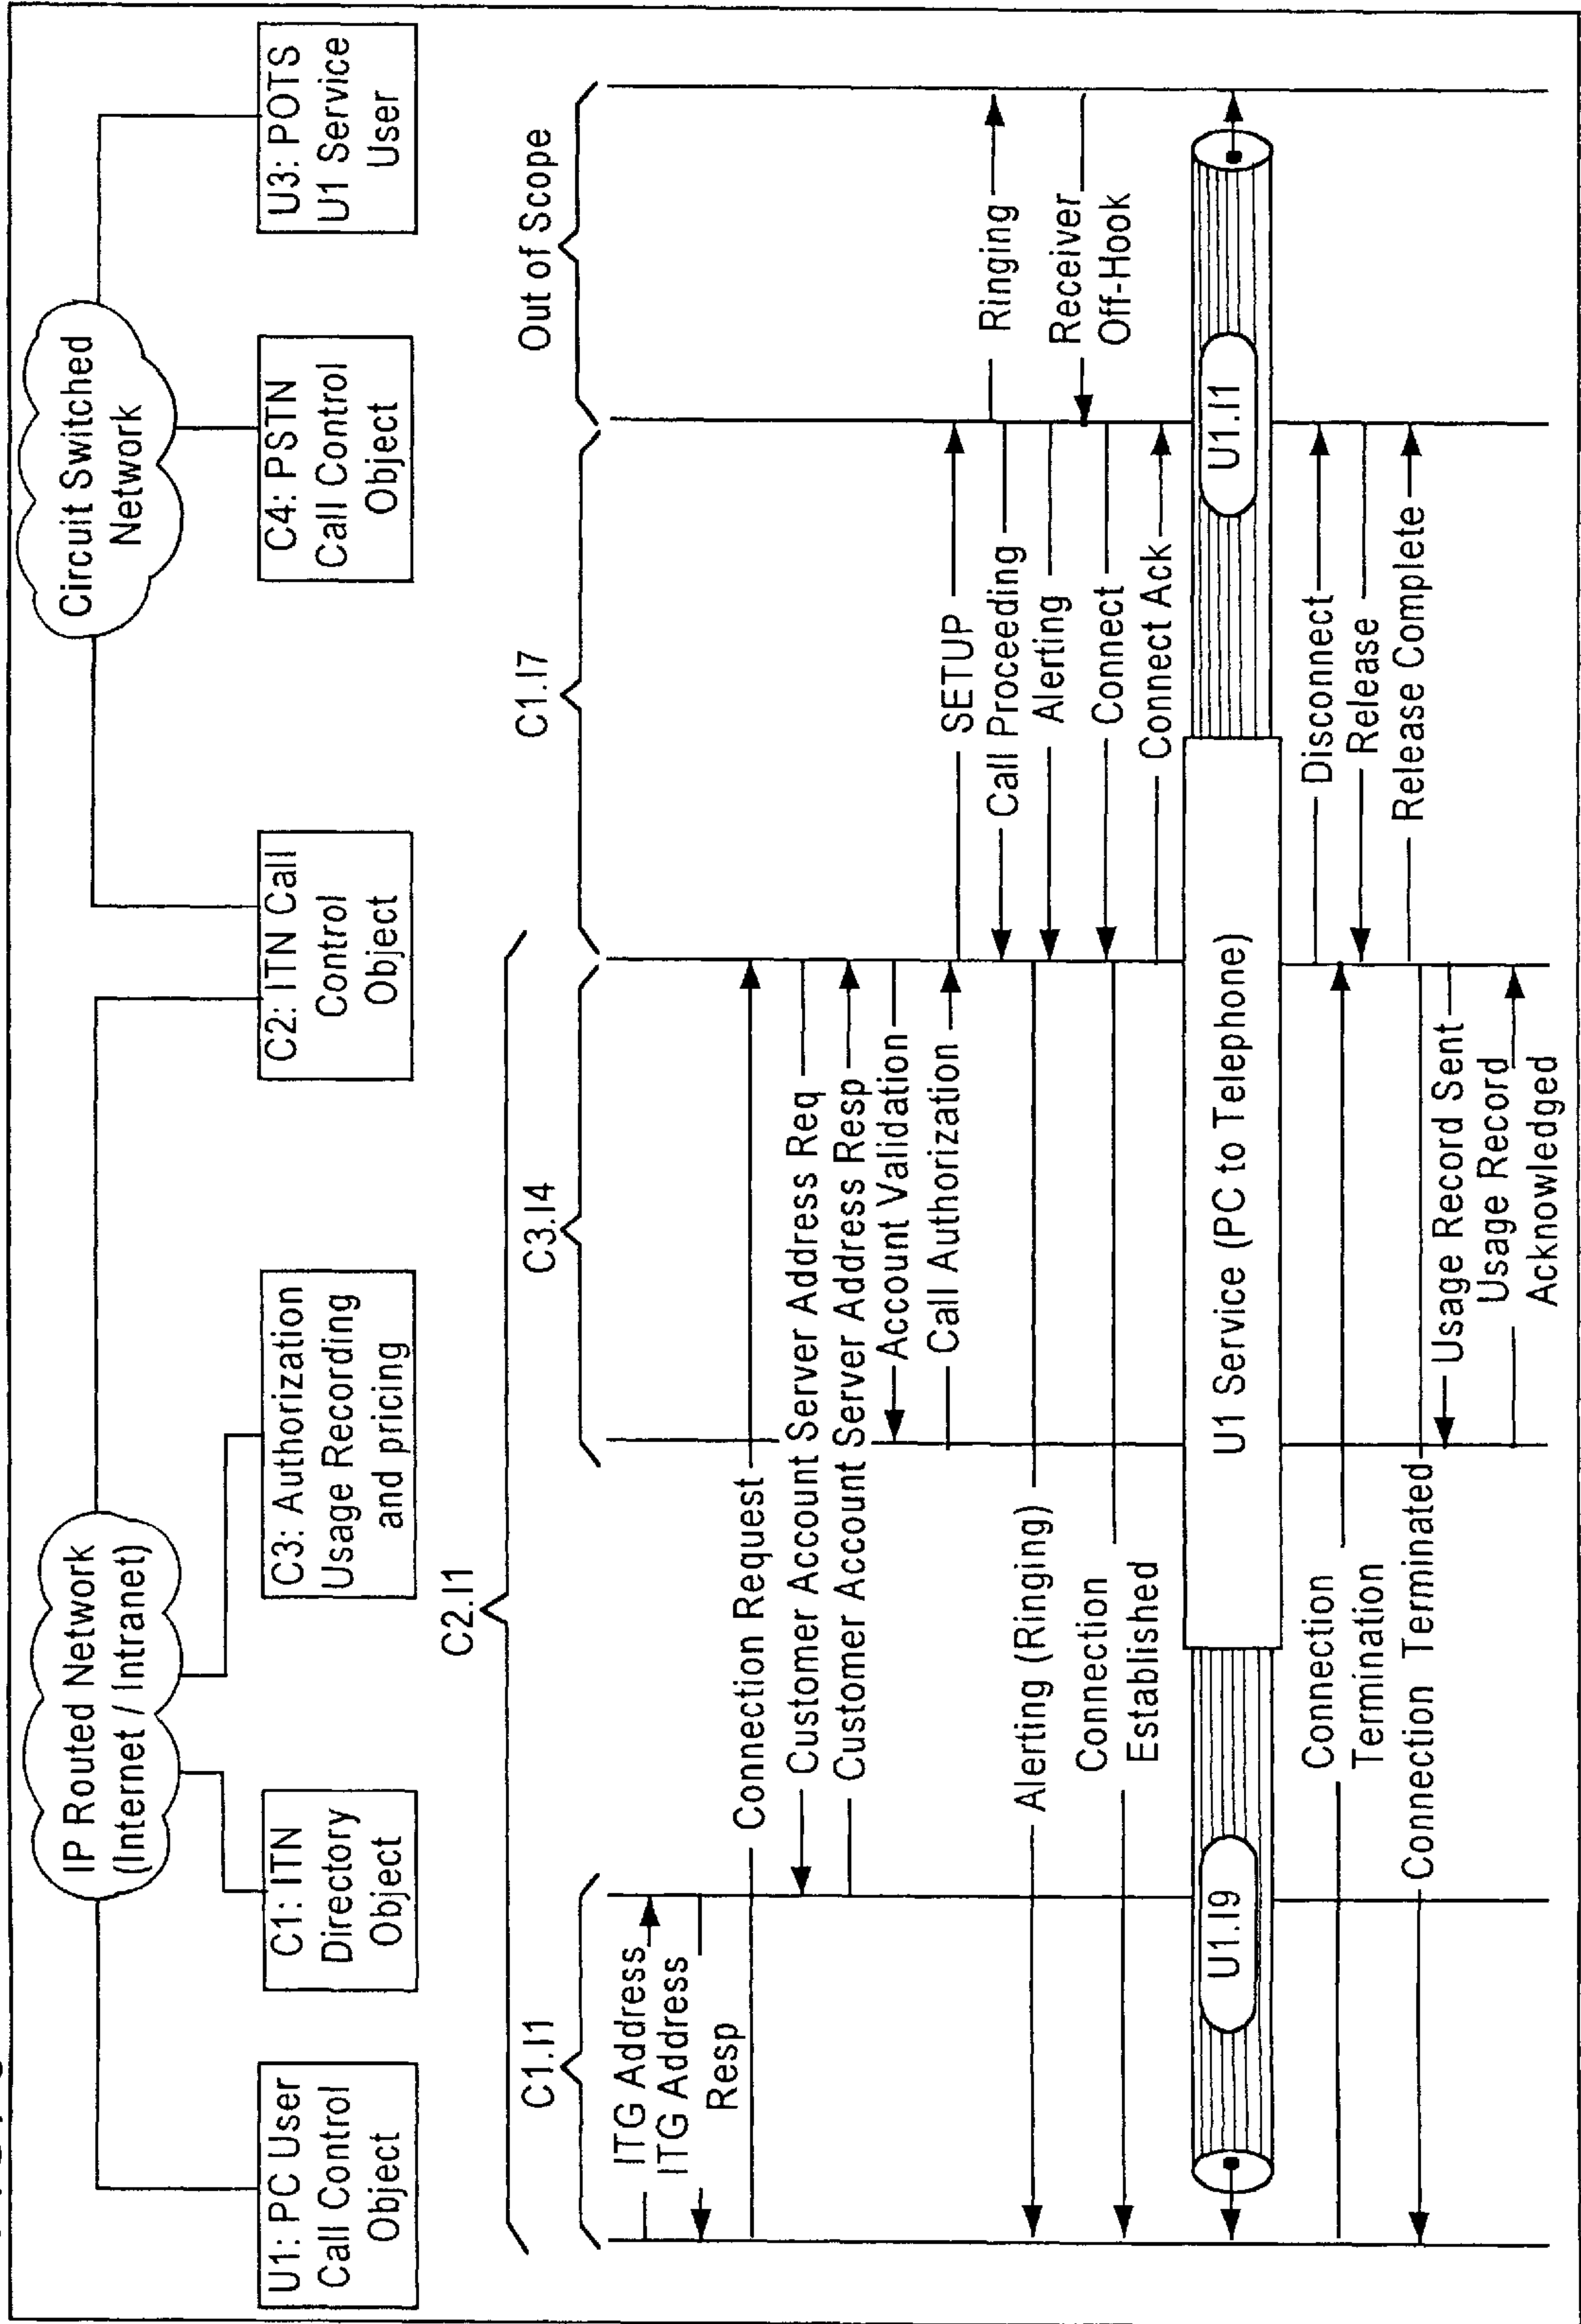 IP Routed Network
(Internet / Intranet)
Circuit Switched
Network
U1: PC User
Call Control
Object
C1: ITN
Directory
Object
C3: Authorization
Usage Recording
and pricing
C2: ITN Call
Control
Object
C4: PSTN
Call Control
Object
U3: POTS
U1 Service
User
C2.I1
C1.I1
C3.I4
C1.I7
Out of Scope
ITG Address
ITG Address
Resp
Connection Request
Customer Account Server Address Req
Customer Account Server Address Resp
Account Validation
Call Authorization
SETUP
Call Proceeding
Ringing
Alerting
Alerting (Ringing)
Receiver
Off-Hook
Connect
Connection
Established
Connect Ack
U1.I9
U1 Service (PC to Telephone)
U1.I1
Connection
Termination
Disconnect
Release
Release Complete
Connection Terminated
Usage Record Sent
Usage Record
Acknowledged